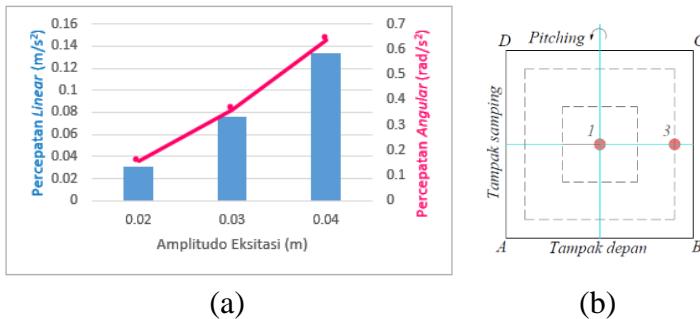 0.16
0.14
0.12
0.1
0.08
0.06
0.04
0.02
0
Percepatan Linear (m/s²)
0.7
0.6
0.5
0.4
0.3
0.2
0.1
0
Percepatan Angular (rad/s²)
0.02 0.03 0.04
Amplitudo Eksitasi (m)
(a)
D Pitching C
Tampak samping
1 3
A Tampak depan B
(b)